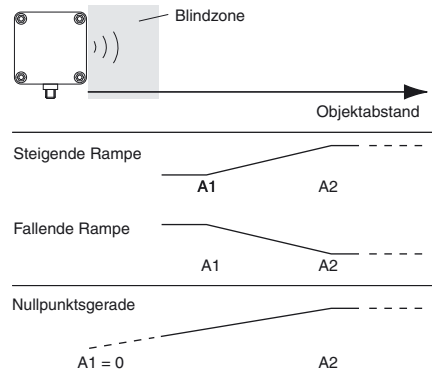 Blindzone
Objektabstand
Steigende Rampe
A1 A2
Fallende Rampe
A1 A2
Nullpunktsgerade
A1 = 0 A2